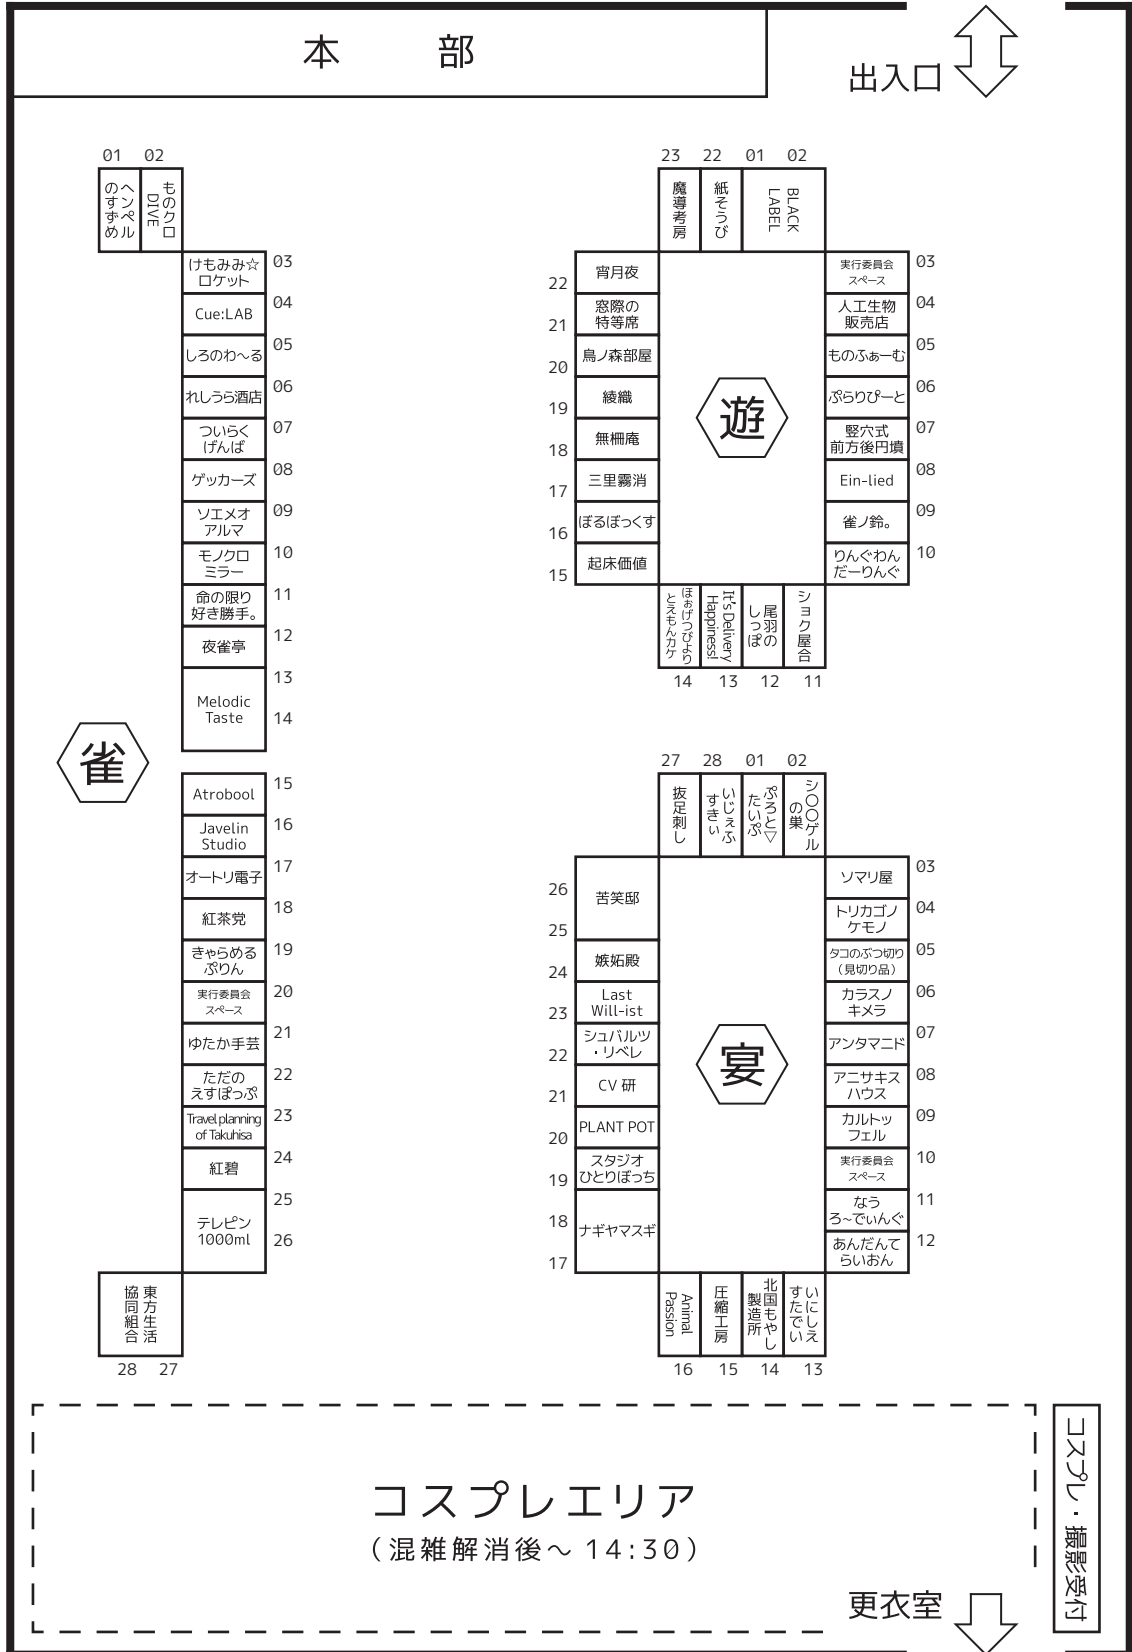 本 部
出入口
01 02
ヘンペル
のすずめ
ものクロ
DIVE
けもみみ☆
ロケット
03
Cue:LAB
04
しろのわ～る
05
れしうら酒店
06
ついらく
げんば
07
ゲッカーズ
08
ソエメオ
アルマ
09
モノクロ
ミラー
10
命の限り
好き勝手。
11
夜雀亭
12
Melodic
Taste
13
14
雀
Atrobool
15
Javelin
Studio
16
オートリ電子
17
紅茶党
18
きゃらめる
ぷりん
19
実行委員会
スペース
20
ゆたか手芸
21
ただの
えすぽっぷ
22
Travel planning
of Takuhisa
23
紅碧
24
テレピン
1000ml
25
26
東方生活
協同組合
28 27
23 22 01 02
魔導考房
紙そうび
BLACK
LABEL
22
宵月夜
21
窓際の
特等席
20
鳥ノ森部屋
19
綾織
18
無柵庵
17
三里霧消
16
ぼるぼっくす
15
起床価値
遊
実行委員会
スペース
03
人工生物
販売店
04
ものふぁーむ
05
ぷらりぴーと
06
竪穴式
前方後円墳
07
Ein-lied
08
雀ノ鈴。
09
りんぐわん
だーりんぐ
10
ほぉげつびより
とえもんカケ
It's Delivery
Happiness!
尾羽の
しっぽ
ショク屋合
14 13 12 11
27 28 01 02
抜足刺し
いじぇふ
すきぃ
ぷろと▽
たいぷ
シ〇〇ゲル
の巣
26
25
苦笑邸
24
嫉妬殿
23
Last
Will-ist
22
シュバルツ
・リベレ
21
CV 研
20
PLANT POT
19
スタジオ
ひとりぼっち
18
17
ナギヤマスギ
宴
ソマリ屋
03
トリカゴノ
ケモノ
04
タコのぶつ切り
（見切り品）
05
カラスノ
キメラ
06
アンタマニド
07
アニサキス
ハウス
08
カルトッ
フェル
09
実行委員会
スペース
10
なう
ろ～でぃんぐ
11
あんだんて
らいおん
12
Animal
Passion
圧縮工房
北国もやし
製造所
いにしえ
すたでい
16 15 14 13
コスプレエリア
（混雑解消後～ 14:30）
コスプレ・撮影受付
更衣室